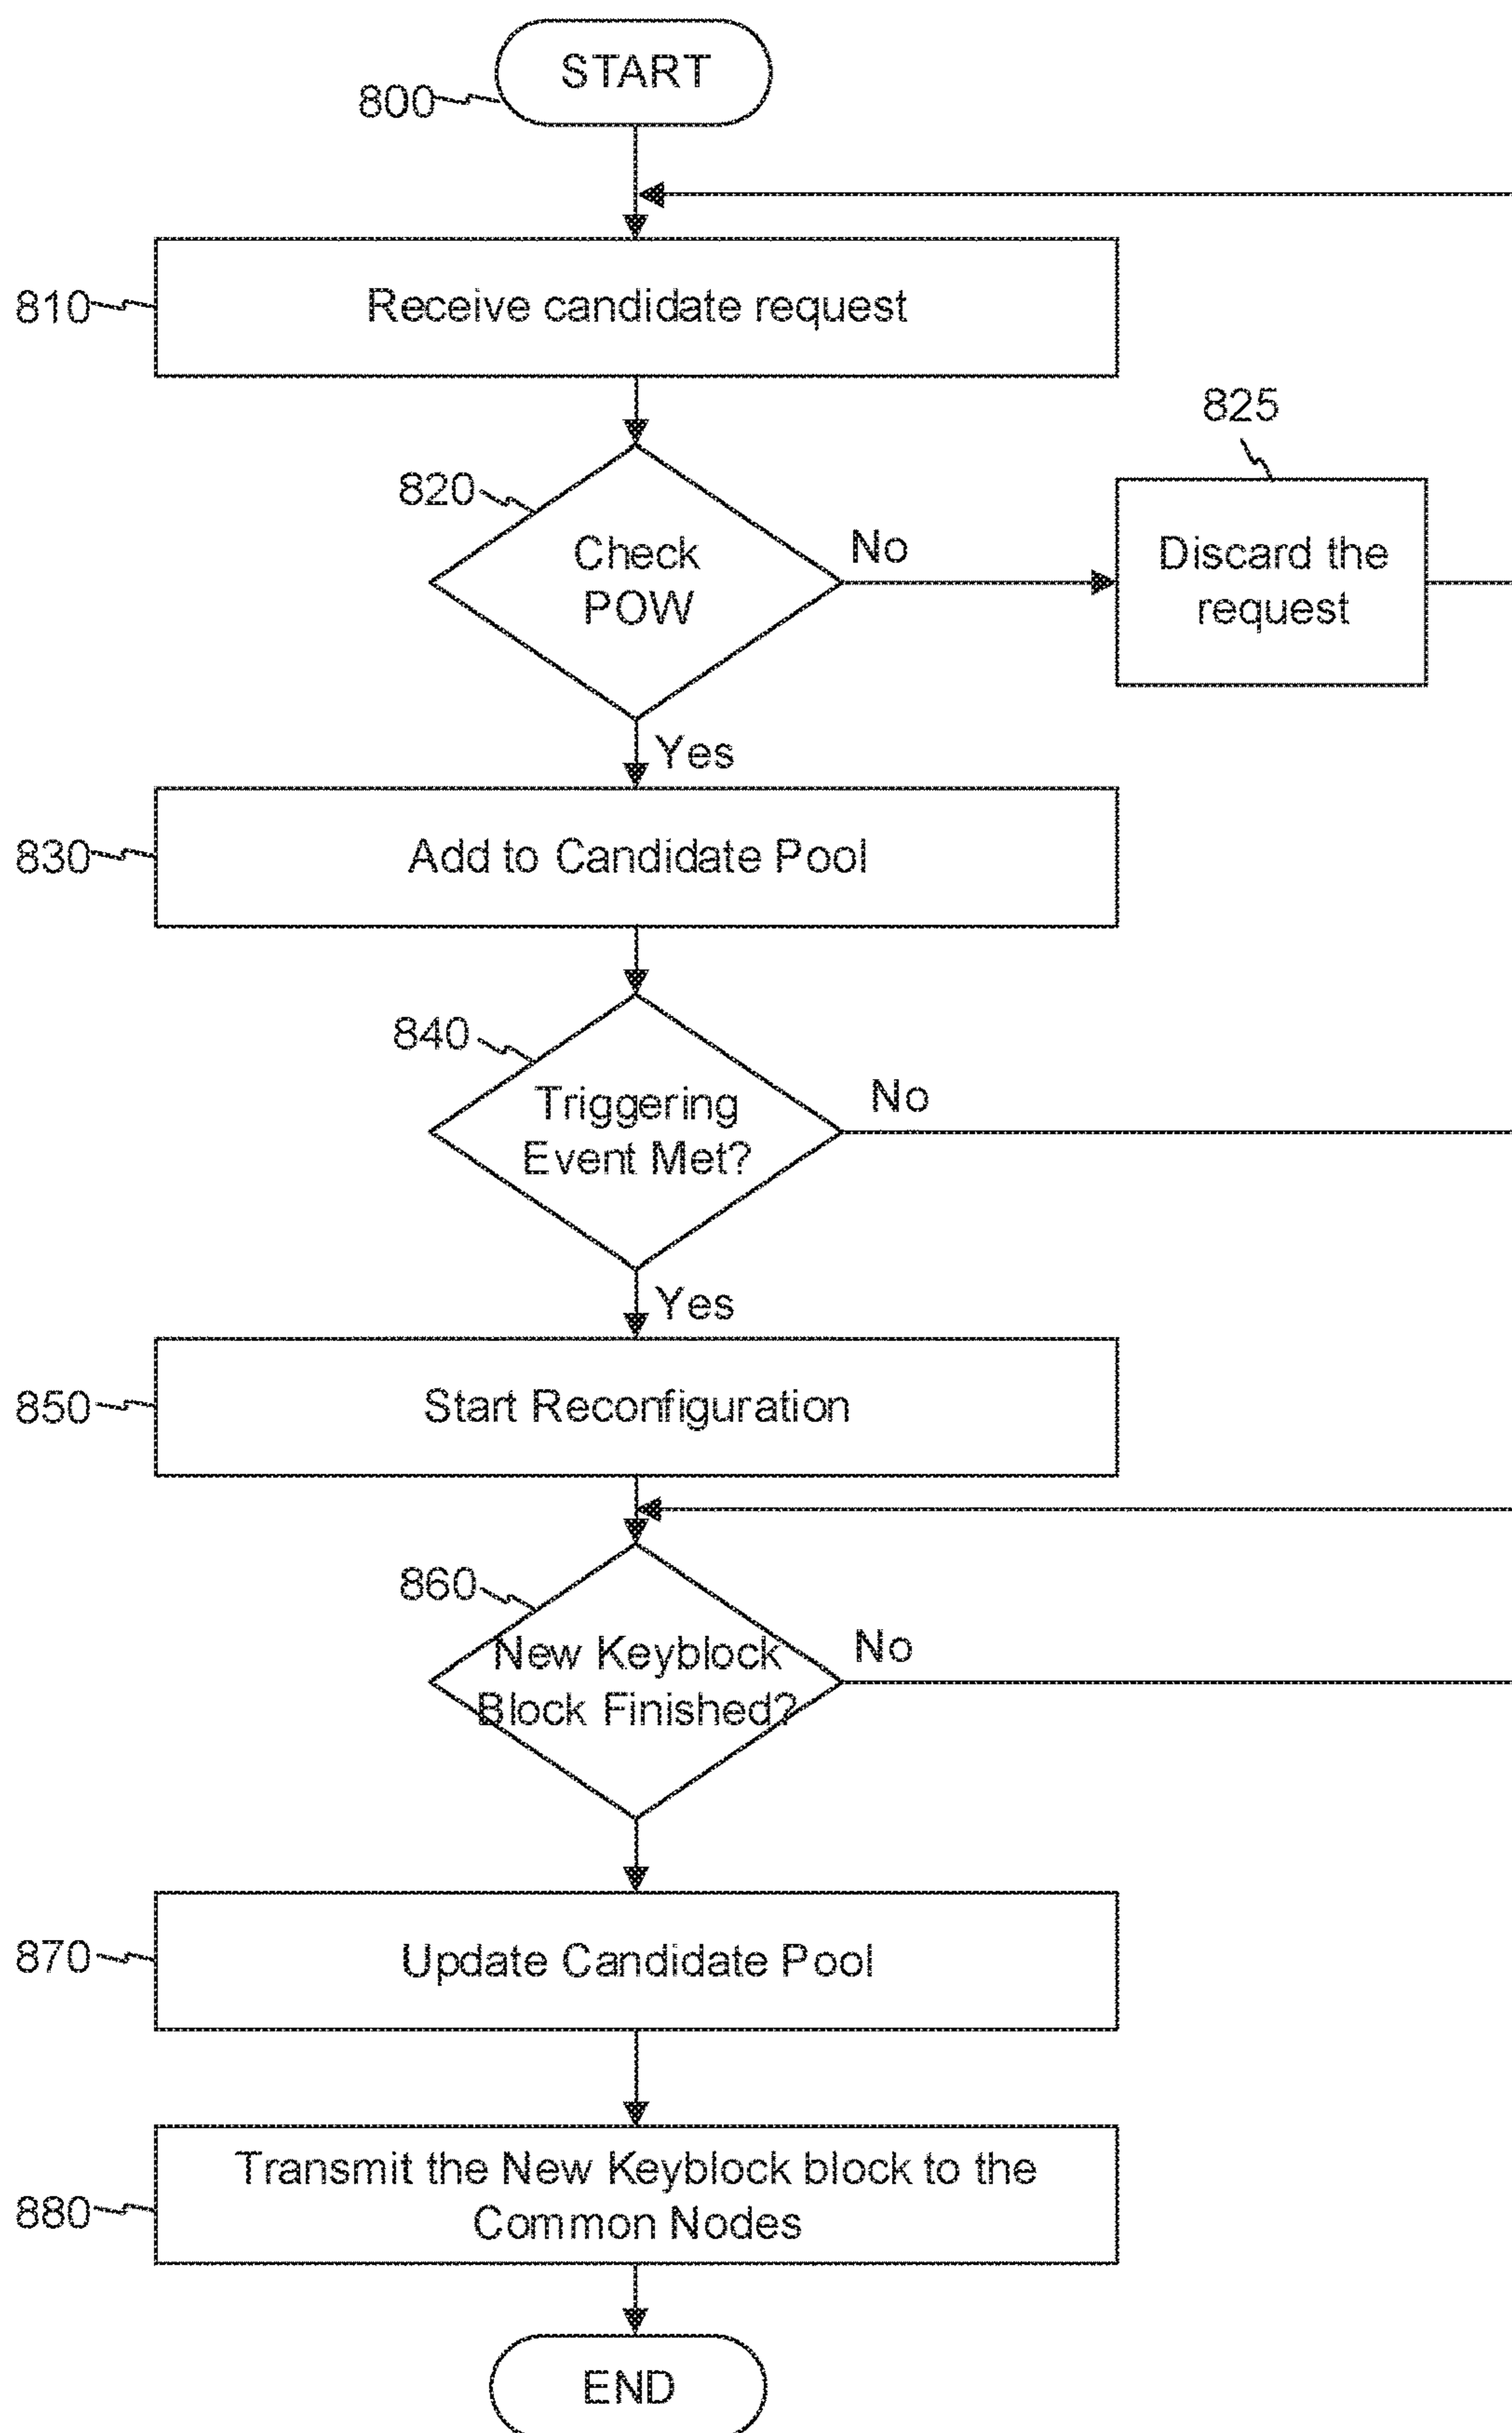 START
800
810
Receive candidate request
825
820
Check
POW
No
Discard the
request
Yes
830
Add to Candidate Pool
840
Triggering
Event Met?
No
Yes
850
Start Reconfiguration
860
New Keyblock
Block Finished?
No
870
Update Candidate Pool
880
Transmit the New Keyblock block to the
Common Nodes
END